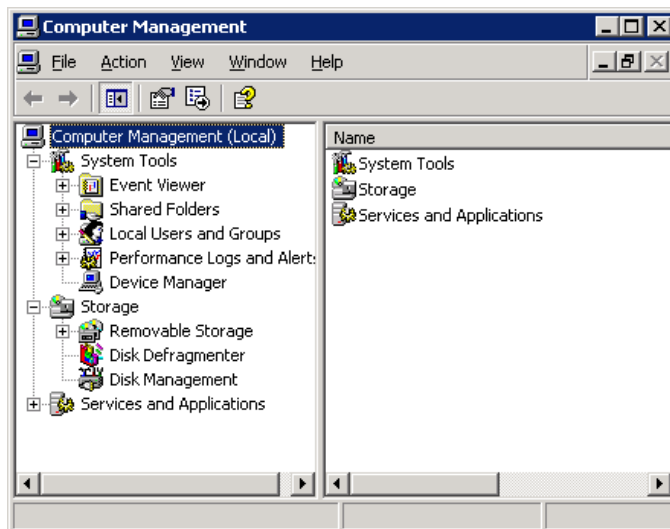 Computer Management
File Action View Window Help
Computer Management (Local)
System Tools
Event Viewer
Shared Folders
Local Users and Groups
Performance Logs and Alert:
Device Manager
Storage
Removable Storage
Disk Defragmenter
Disk Management
Services and Applications
Name
System Tools
Storage
Services and Applications